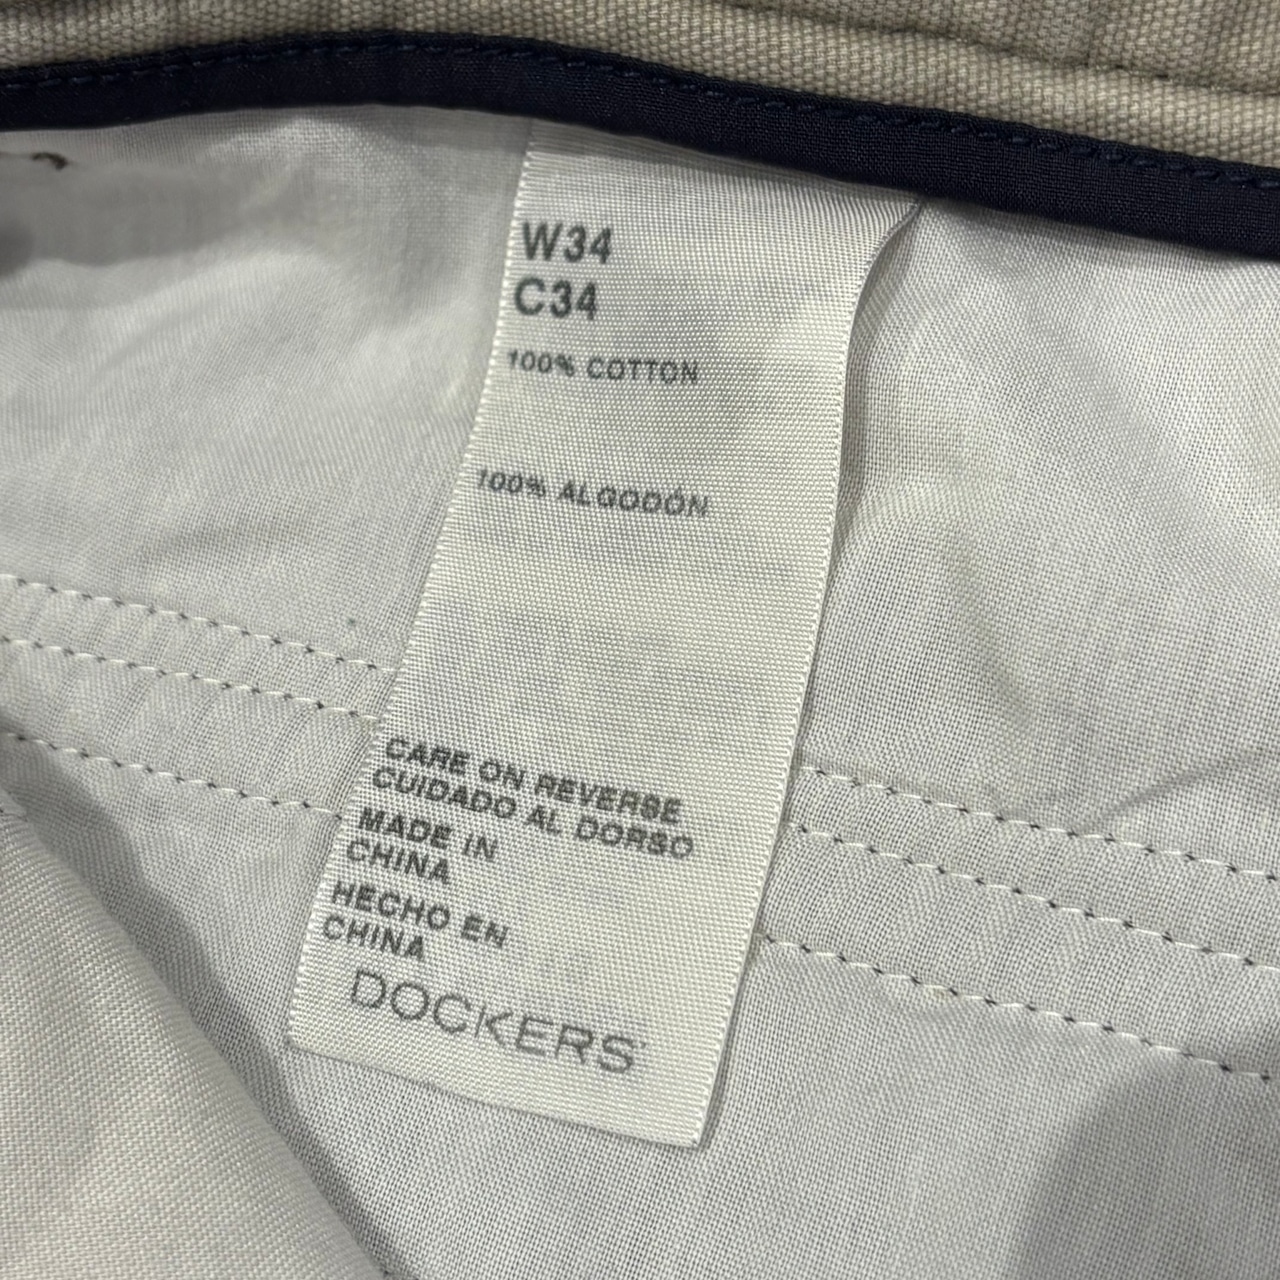 W34
C34
100% COTTON
100% ALGODÓN
CARE ON REVERSE
CUIDADO AL DORSO
MADE IN
CHINA
HECHO EN
CHINA
DOCKERS